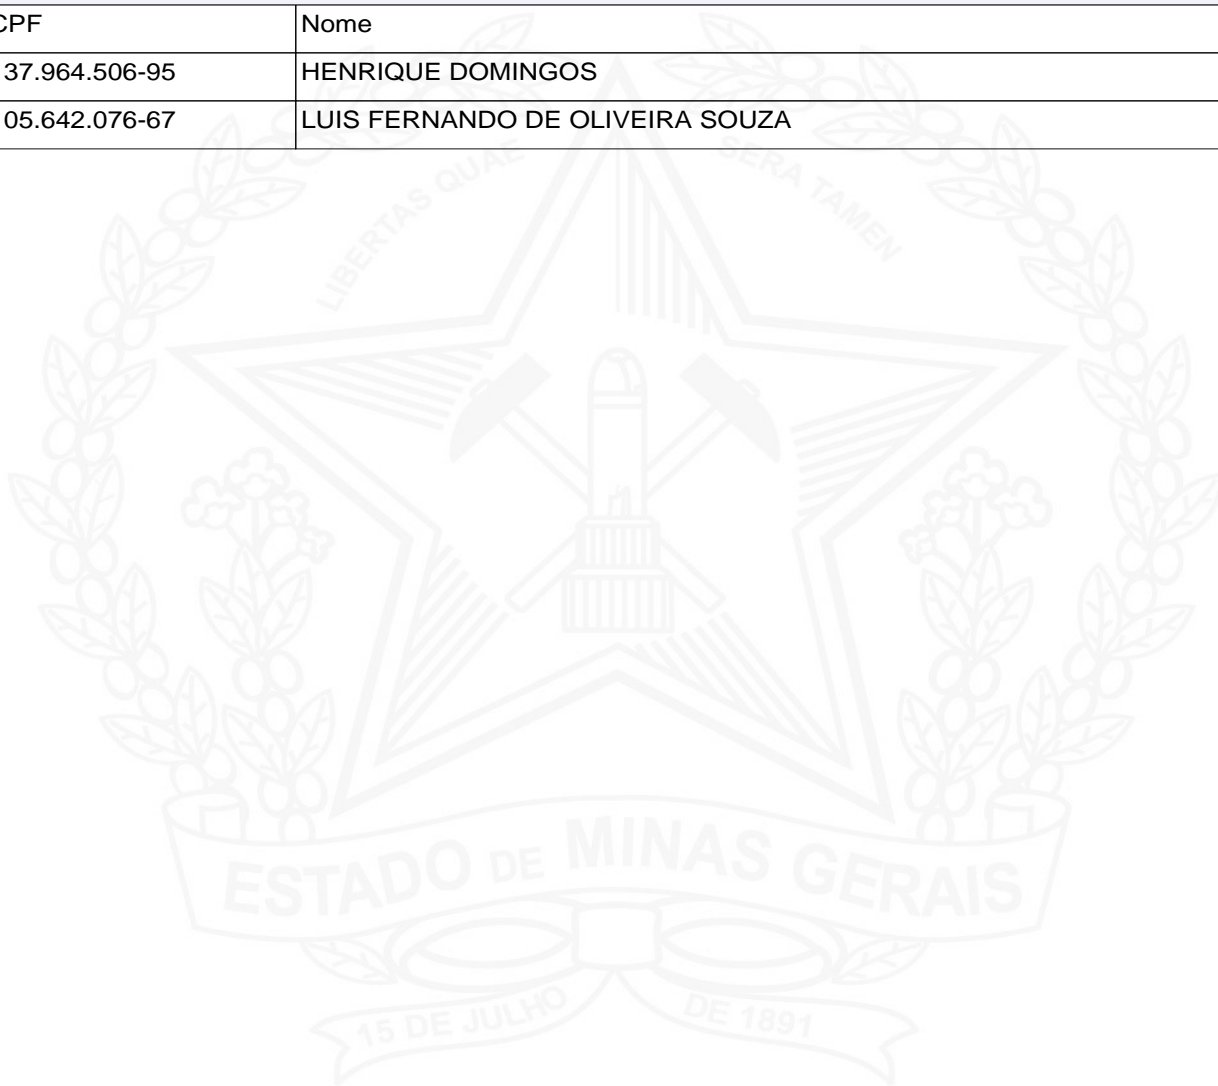 CPF Nome
37.964.506-95 HENRIQUE DOMINGOS
05.642.076-67 LUIS FERNANDO DE OLIVEIRA SOUZA
LIBERTAS QUAE SERA TAMEN
ESTADO DE MINAS GERAIS
15 DE JULHO DE 1891